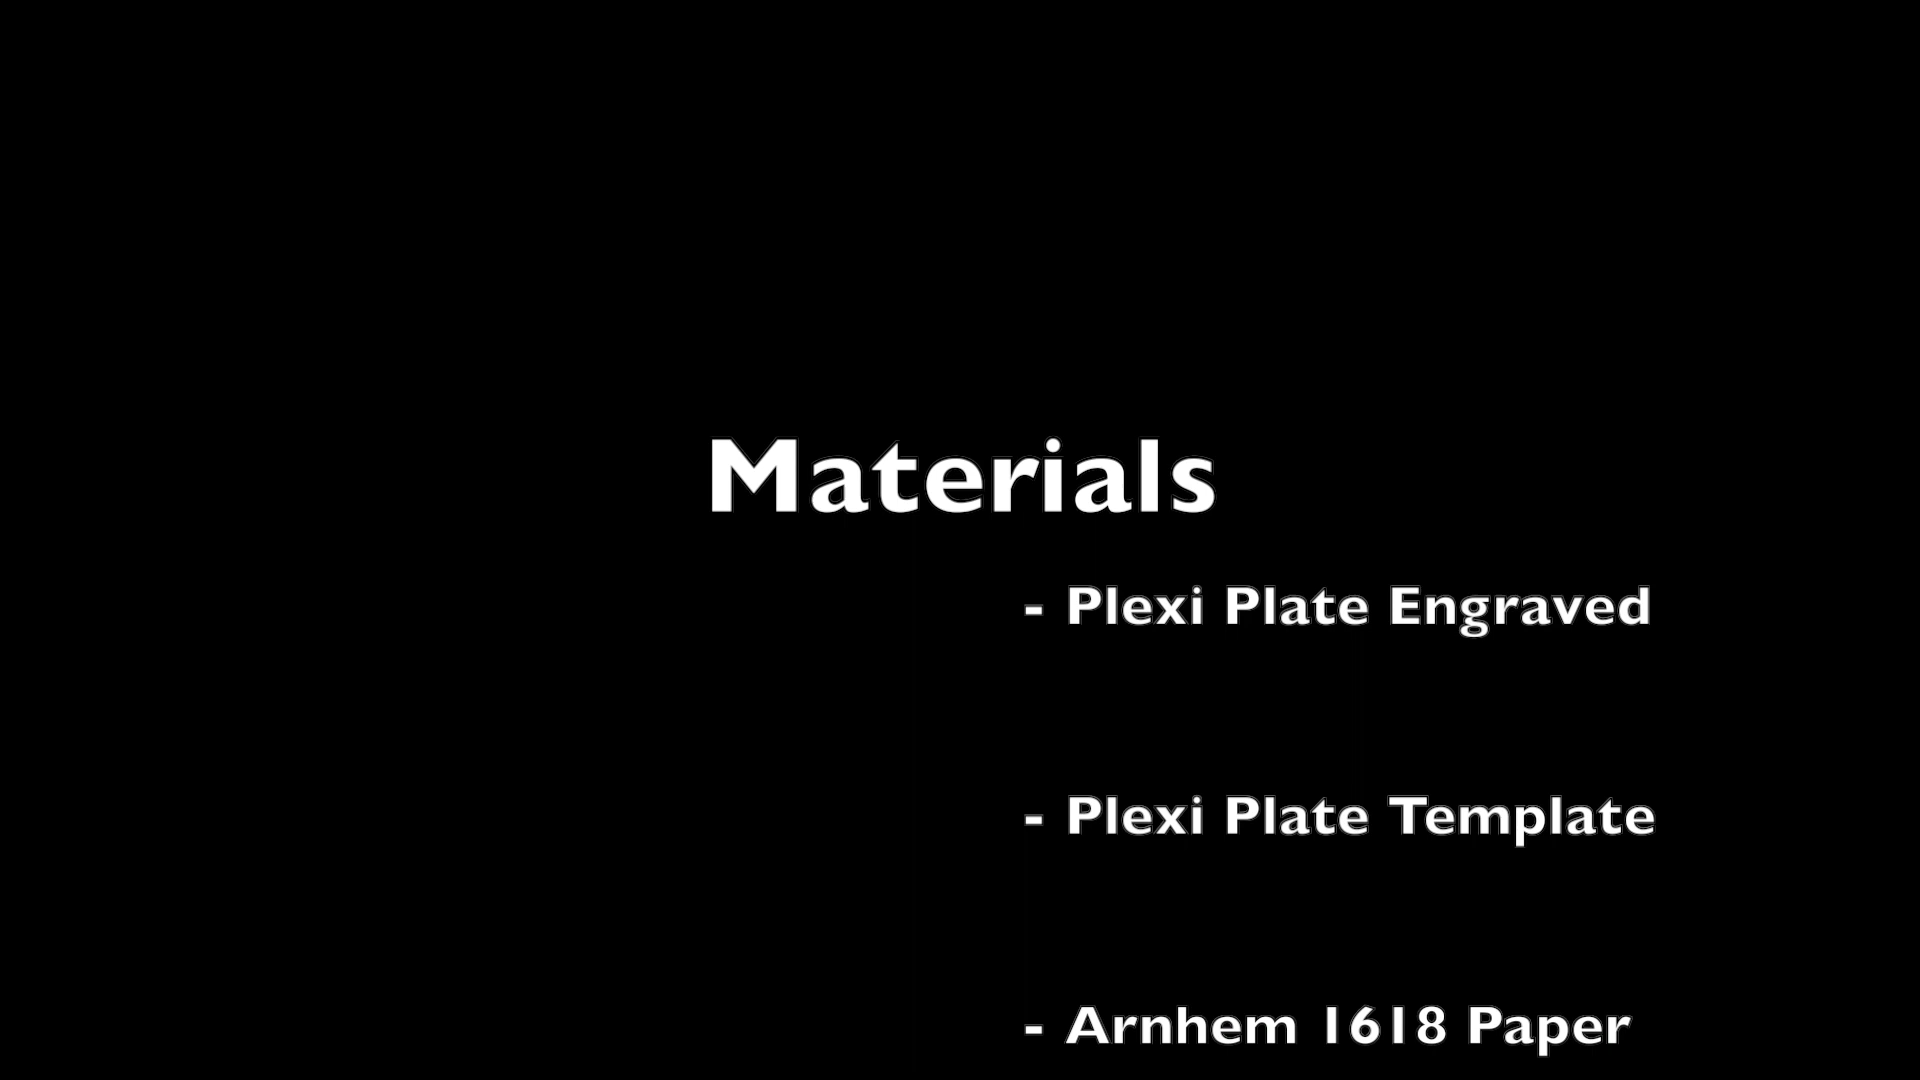 Materials
- Plexi Plate Engraved
- Plexi Plate Template
- Arnhem 1618 Paper